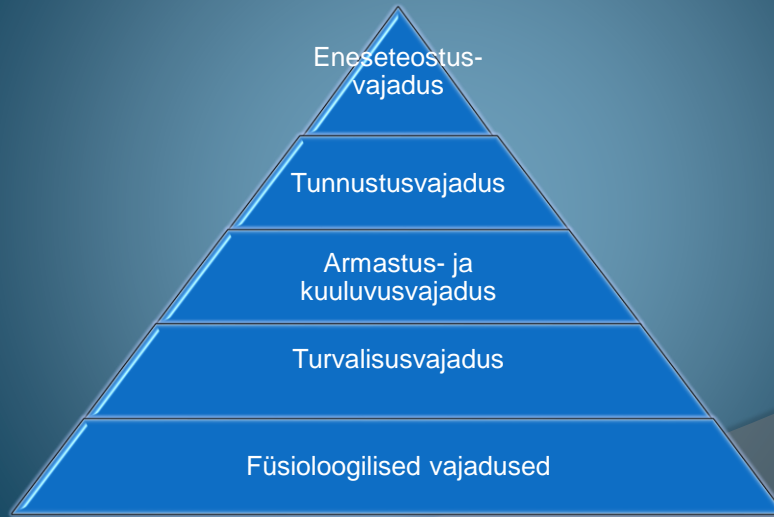 Eneseteostus-
vajadus
Tunnustusvajadus
Armastus- ja
kuuluvusvajadus
Turvalisusvajadus
Füsioloogilised vajadused